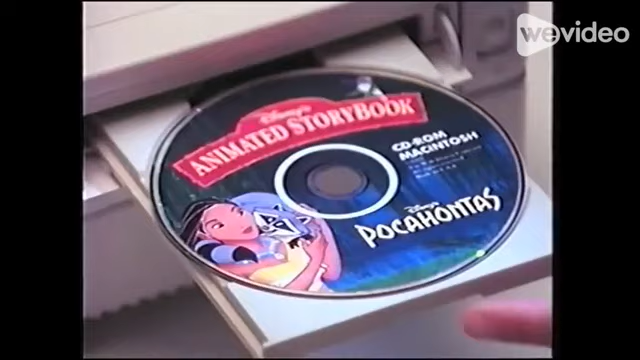 wevideo
Disney's
ANIMATED STORYBOOK
CD-ROM
MACINTOSH
Disney's
POCAHONTAS